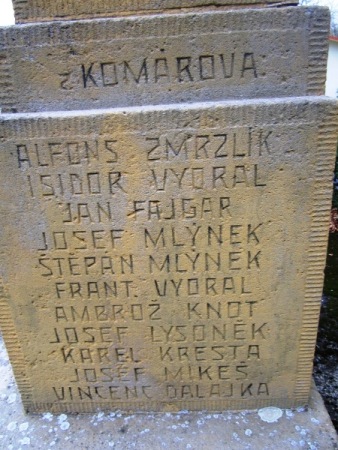 z KOMÁROVA.
ALFONS ZMRZLÍK
ISIDOR VYORAL
JAN FAJGAR
JOSEF MLÝNEK
ŠTĚPÁN MLÝNEK
FRANT. VYORAL
AMBROŽ KNOT
JOSEF LYSONĚK
KAREL KRESTA
JOSEF MIKEŠ
VINCENC DALAJKA